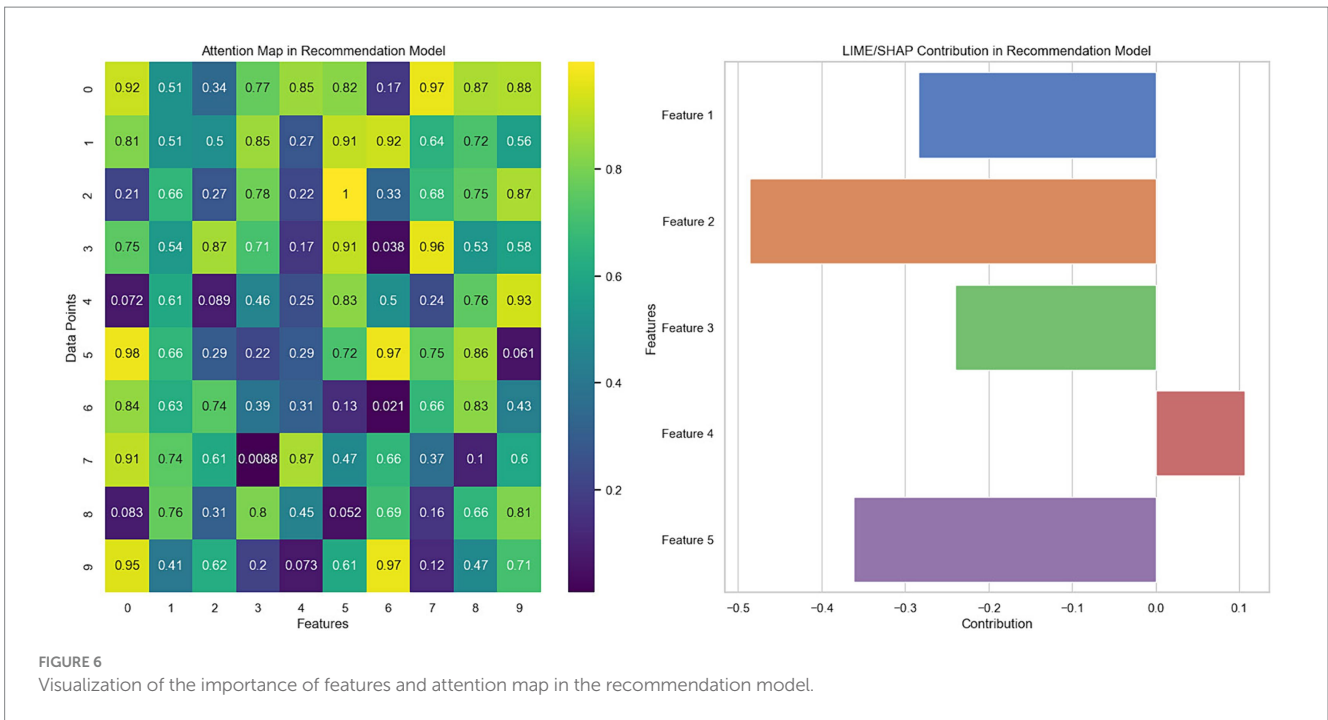 Attention Map in Recommendation Model
0 0.92 0.51 0.34 0.77 0.85 0.82 0.17 0.97 0.87 0.88
1 0.81 0.51 0.5 0.85 0.27 0.91 0.92 0.64 0.72 0.56
2 0.21 0.66 0.27 0.78 0.22 1 0.33 0.68 0.75 0.87
3 0.75 0.54 0.87 0.71 0.17 0.91 0.038 0.96 0.53 0.58
4 0.072 0.61 0.089 0.46 0.25 0.83 0.5 0.24 0.76 0.93
5 0.98 0.66 0.29 0.22 0.29 0.72 0.97 0.75 0.86 0.061
6 0.84 0.63 0.74 0.39 0.31 0.13 0.021 0.66 0.83 0.43
7 0.91 0.74 0.61 0.0088 0.87 0.47 0.66 0.37 0.1 0.6
8 0.083 0.76 0.31 0.8 0.45 0.052 0.69 0.16 0.66 0.81
9 0.95 0.41 0.62 0.2 0.073 0.61 0.97 0.12 0.47 0.71
0 1 2 3 4 5 6 7 8 9
Features
Data Points
0.8
0.6
0.4
0.2
LIME/SHAP Contribution in Recommendation Model
Feature 1
Feature 2
Feature 3
Feature 4
Feature 5
Features
−0.5 −0.4 −0.3 −0.2 −0.1 0.0 0.1
Contribution
FIGURE 6
Visualization of the importance of features and attention map in the recommendation model.